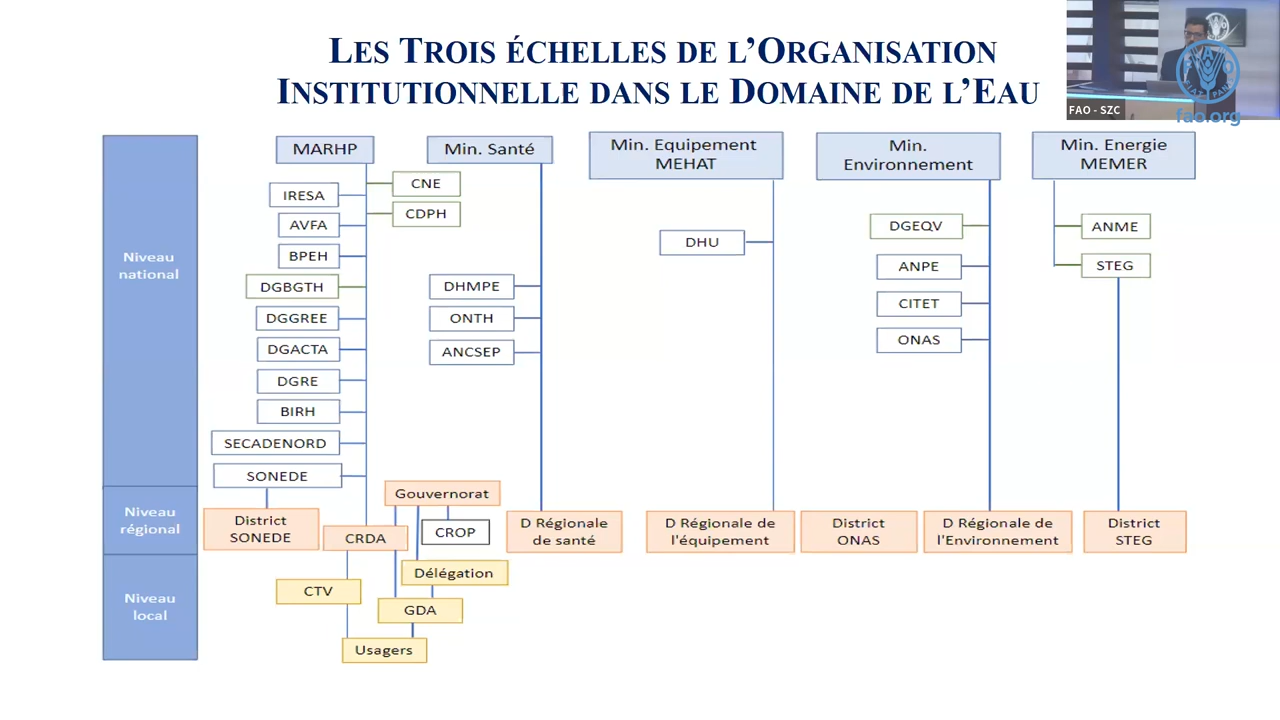 LES TROIS ÉCHELLES DE L'ORGANISATION
INSTITUTIONNELLE DANS LE DOMAINE DE L'EAU
FAO - SZC
fao.org
Niveau
national
MARHP
Min. Santé
Min. Equipement
MEHAT
Min.
Environnement
Min. Energie
MEMER
IRESA
CNE
AVFA
CDPH
BPEH
DGBGTH
DGGREE
DGACTA
DGRE
BIRH
SECADENORD
SONEDE
DHMPE
ONTH
ANCSEP
DHU
DGEQV
ANPE
CITET
ONAS
ANME
STEG
Niveau
régional
District
SONEDE
CRDA
Gouvernorat
CROP
D Régionale
de santé
D Régionale de
l'équipement
District
ONAS
D Régionale de
l'Environnement
District
STEG
Niveau
local
CTV
Délégation
GDA
Usagers